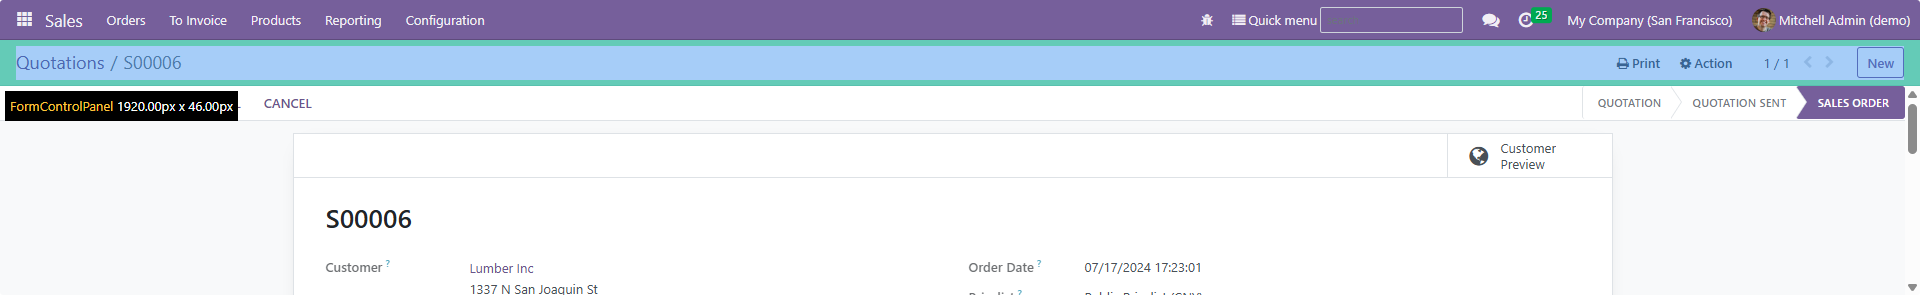 Sales Orders To Invoice Products Reporting Configuration Quick menu 25 My Company (San Francisco) Mitchell Admin (demo)
Quotations / S00006 Print Action 1 / 1 New
FormControlPanel 1920.00px x 46.00px CANCEL QUOTATION QUOTATION SENT SALES ORDER
Customer
Preview
S00006
Customer ? Lumber Inc Order Date ? 07/17/2024 17:23:01
1337 N San Joaquin St